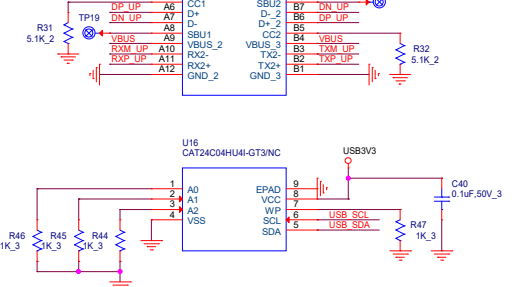 CC1 SBU2
DP_UP A6 D+ D-_2 B7 DN_UP
DN_UP A7 D- D+_2 B6 DP_UP
R31
5.1K_2
TP19
A8 SBU1 CC2 B5
VBUS A9 VBUS_2 VBUS_3 B4 VBUS
RXM_UP A10 RX2- TX2- B3 TXM_UP
RXP_UP A11 RX2+ TX2+ B2 TXP_UP
A12 GND_2 GND_3 B1
R32
5.1K_2
U16
CAT24C04HU4I-GT3/NC
USB3V3
1 A0 EPAD 9
2 A1 VCC 8
3 A2 WP 7
4 VSS SCL 6 USB_SCL
SDA 5 USB_SDA
C40
0.1uF,50V_3
R46 R45 R44
1K_3 1K_3 1K_3
R47
1K_3